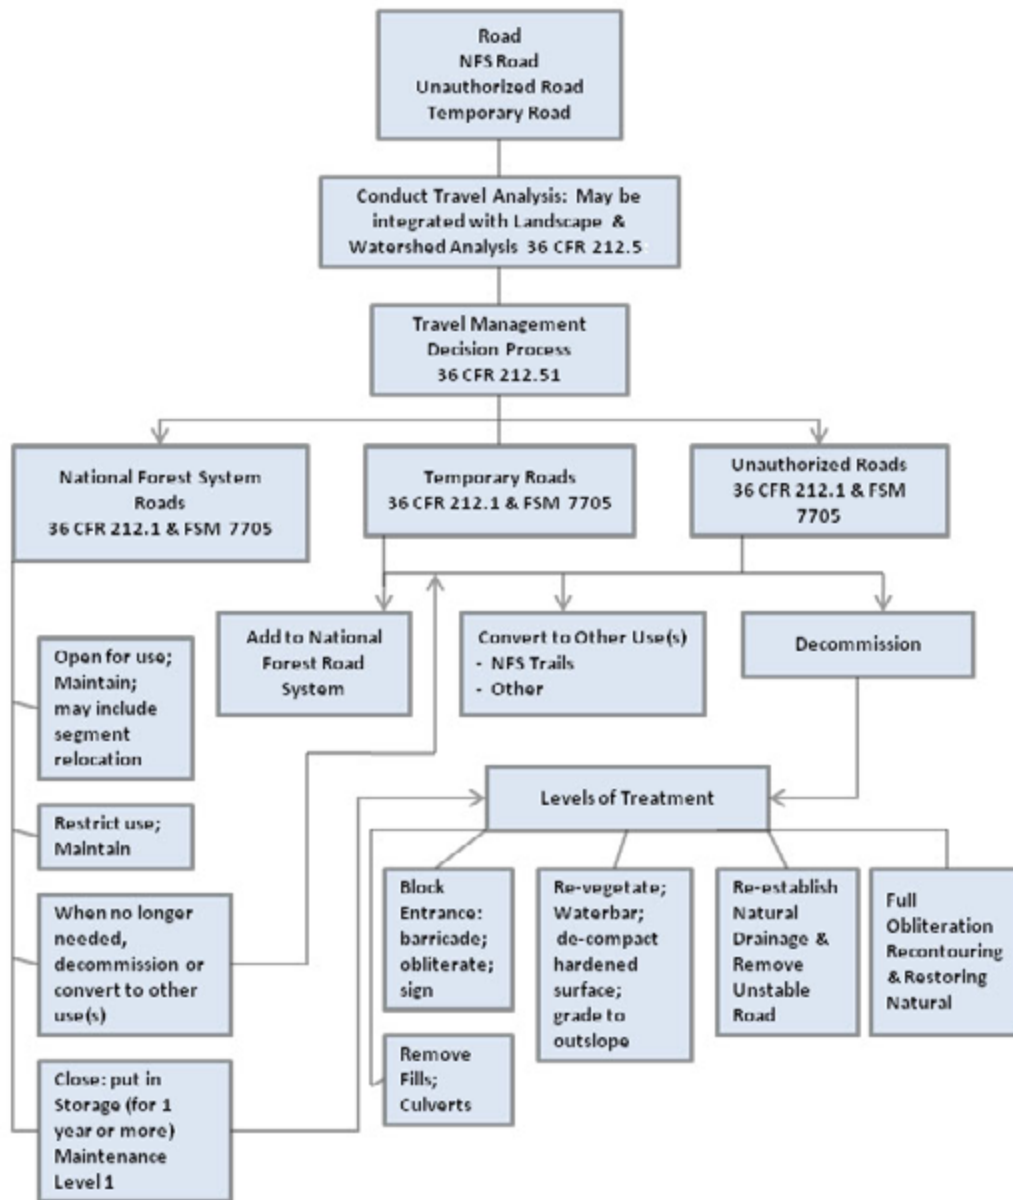 Road
NFS Road
Unauthorized Road
Temporary Road
Conduct Travel Analysis: May be
integrated with Landscape &
Watershed Analysis 36 CFR 212.5
Travel Management
Decision Process
36 CFR 212.51
National Forest System
Roads
36 CFR 212.1 & FSM 7705
Temporary Roads
36 CFR 212.1 & FSM 7705
Unauthorized Roads
36 CFR 212.1 & FSM
7705
Add to National
Forest Road
System
Convert to Other Use(s)
- NFS Trails
- Other
Decommission
Open for use;
Maintain;
may include
segment
relocation
Restrict use;
Maintain
When no longer
needed,
decommission or
convert to other
use(s)
Close: put in
Storage (for 1
year or more)
Maintenance
Level 1
Levels of Treatment
Block
Entrance:
barricade;
obliterate;
sign
Remove
Fills;
Culverts
Re-vegetate;
Waterbar;
de-compact
hardened
surface;
grade to
outslope
Re-establish
Natural
Drainage &
Remove
Unstable
Road
Full
Obliteration
Recontouring
& Restoring
Natural